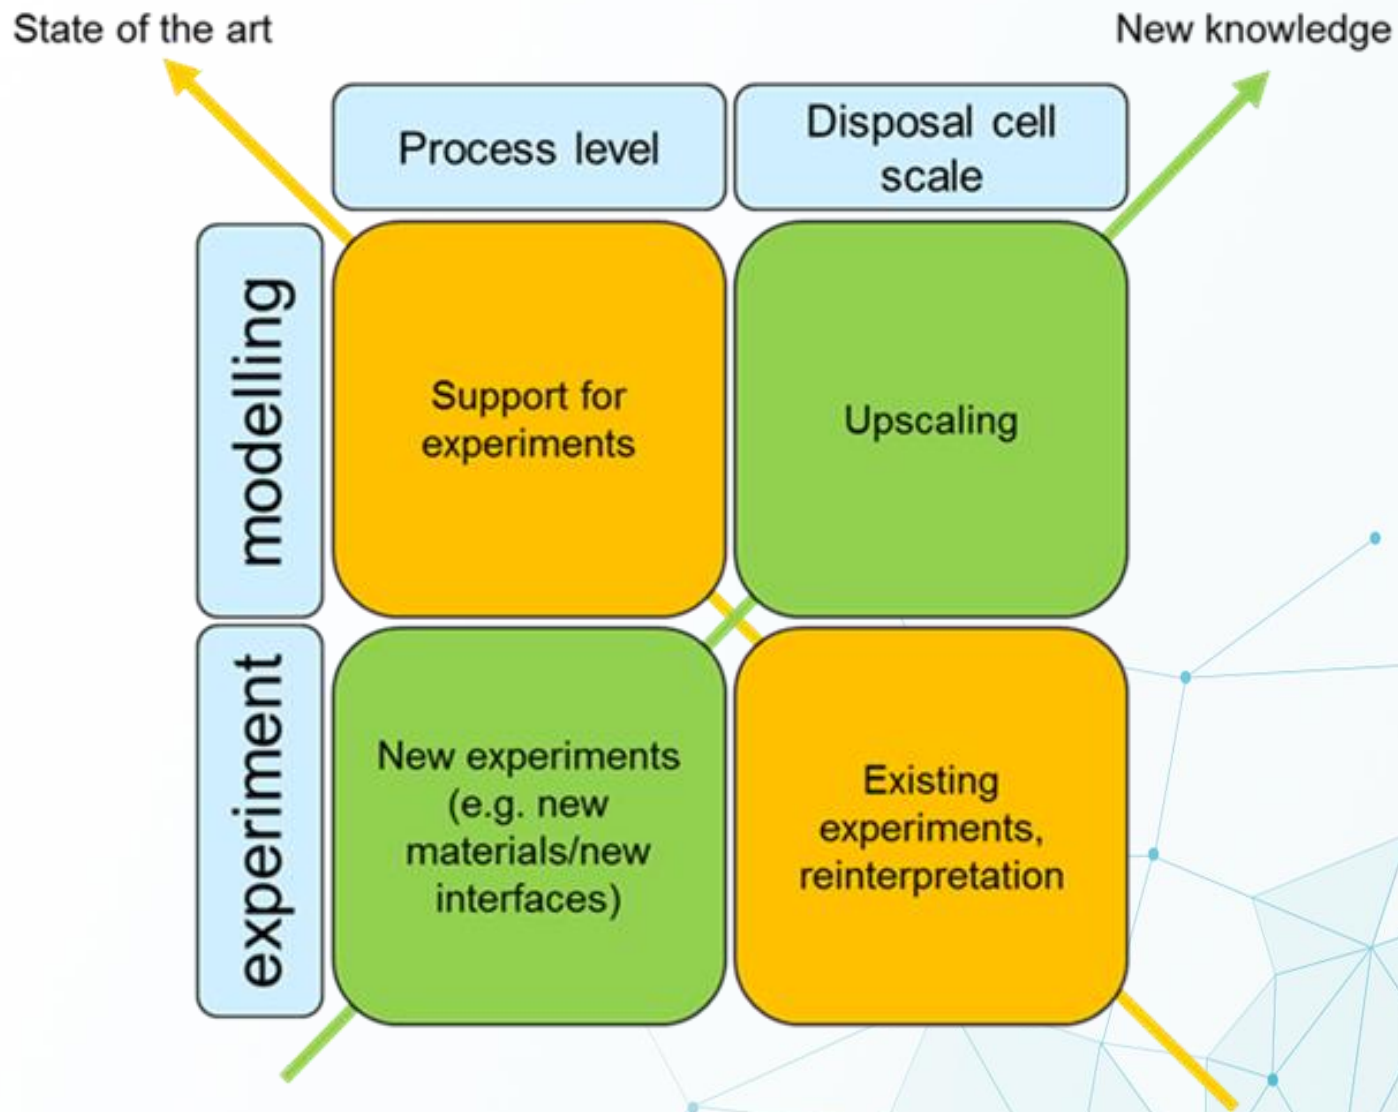 State of the art
New knowledge
Process level
Disposal cell
scale
modelling
Support for
experiments
Upscaling
experiment
New experiments
(e.g. new
materials/new
interfaces)
Existing
experiments,
reinterpretation